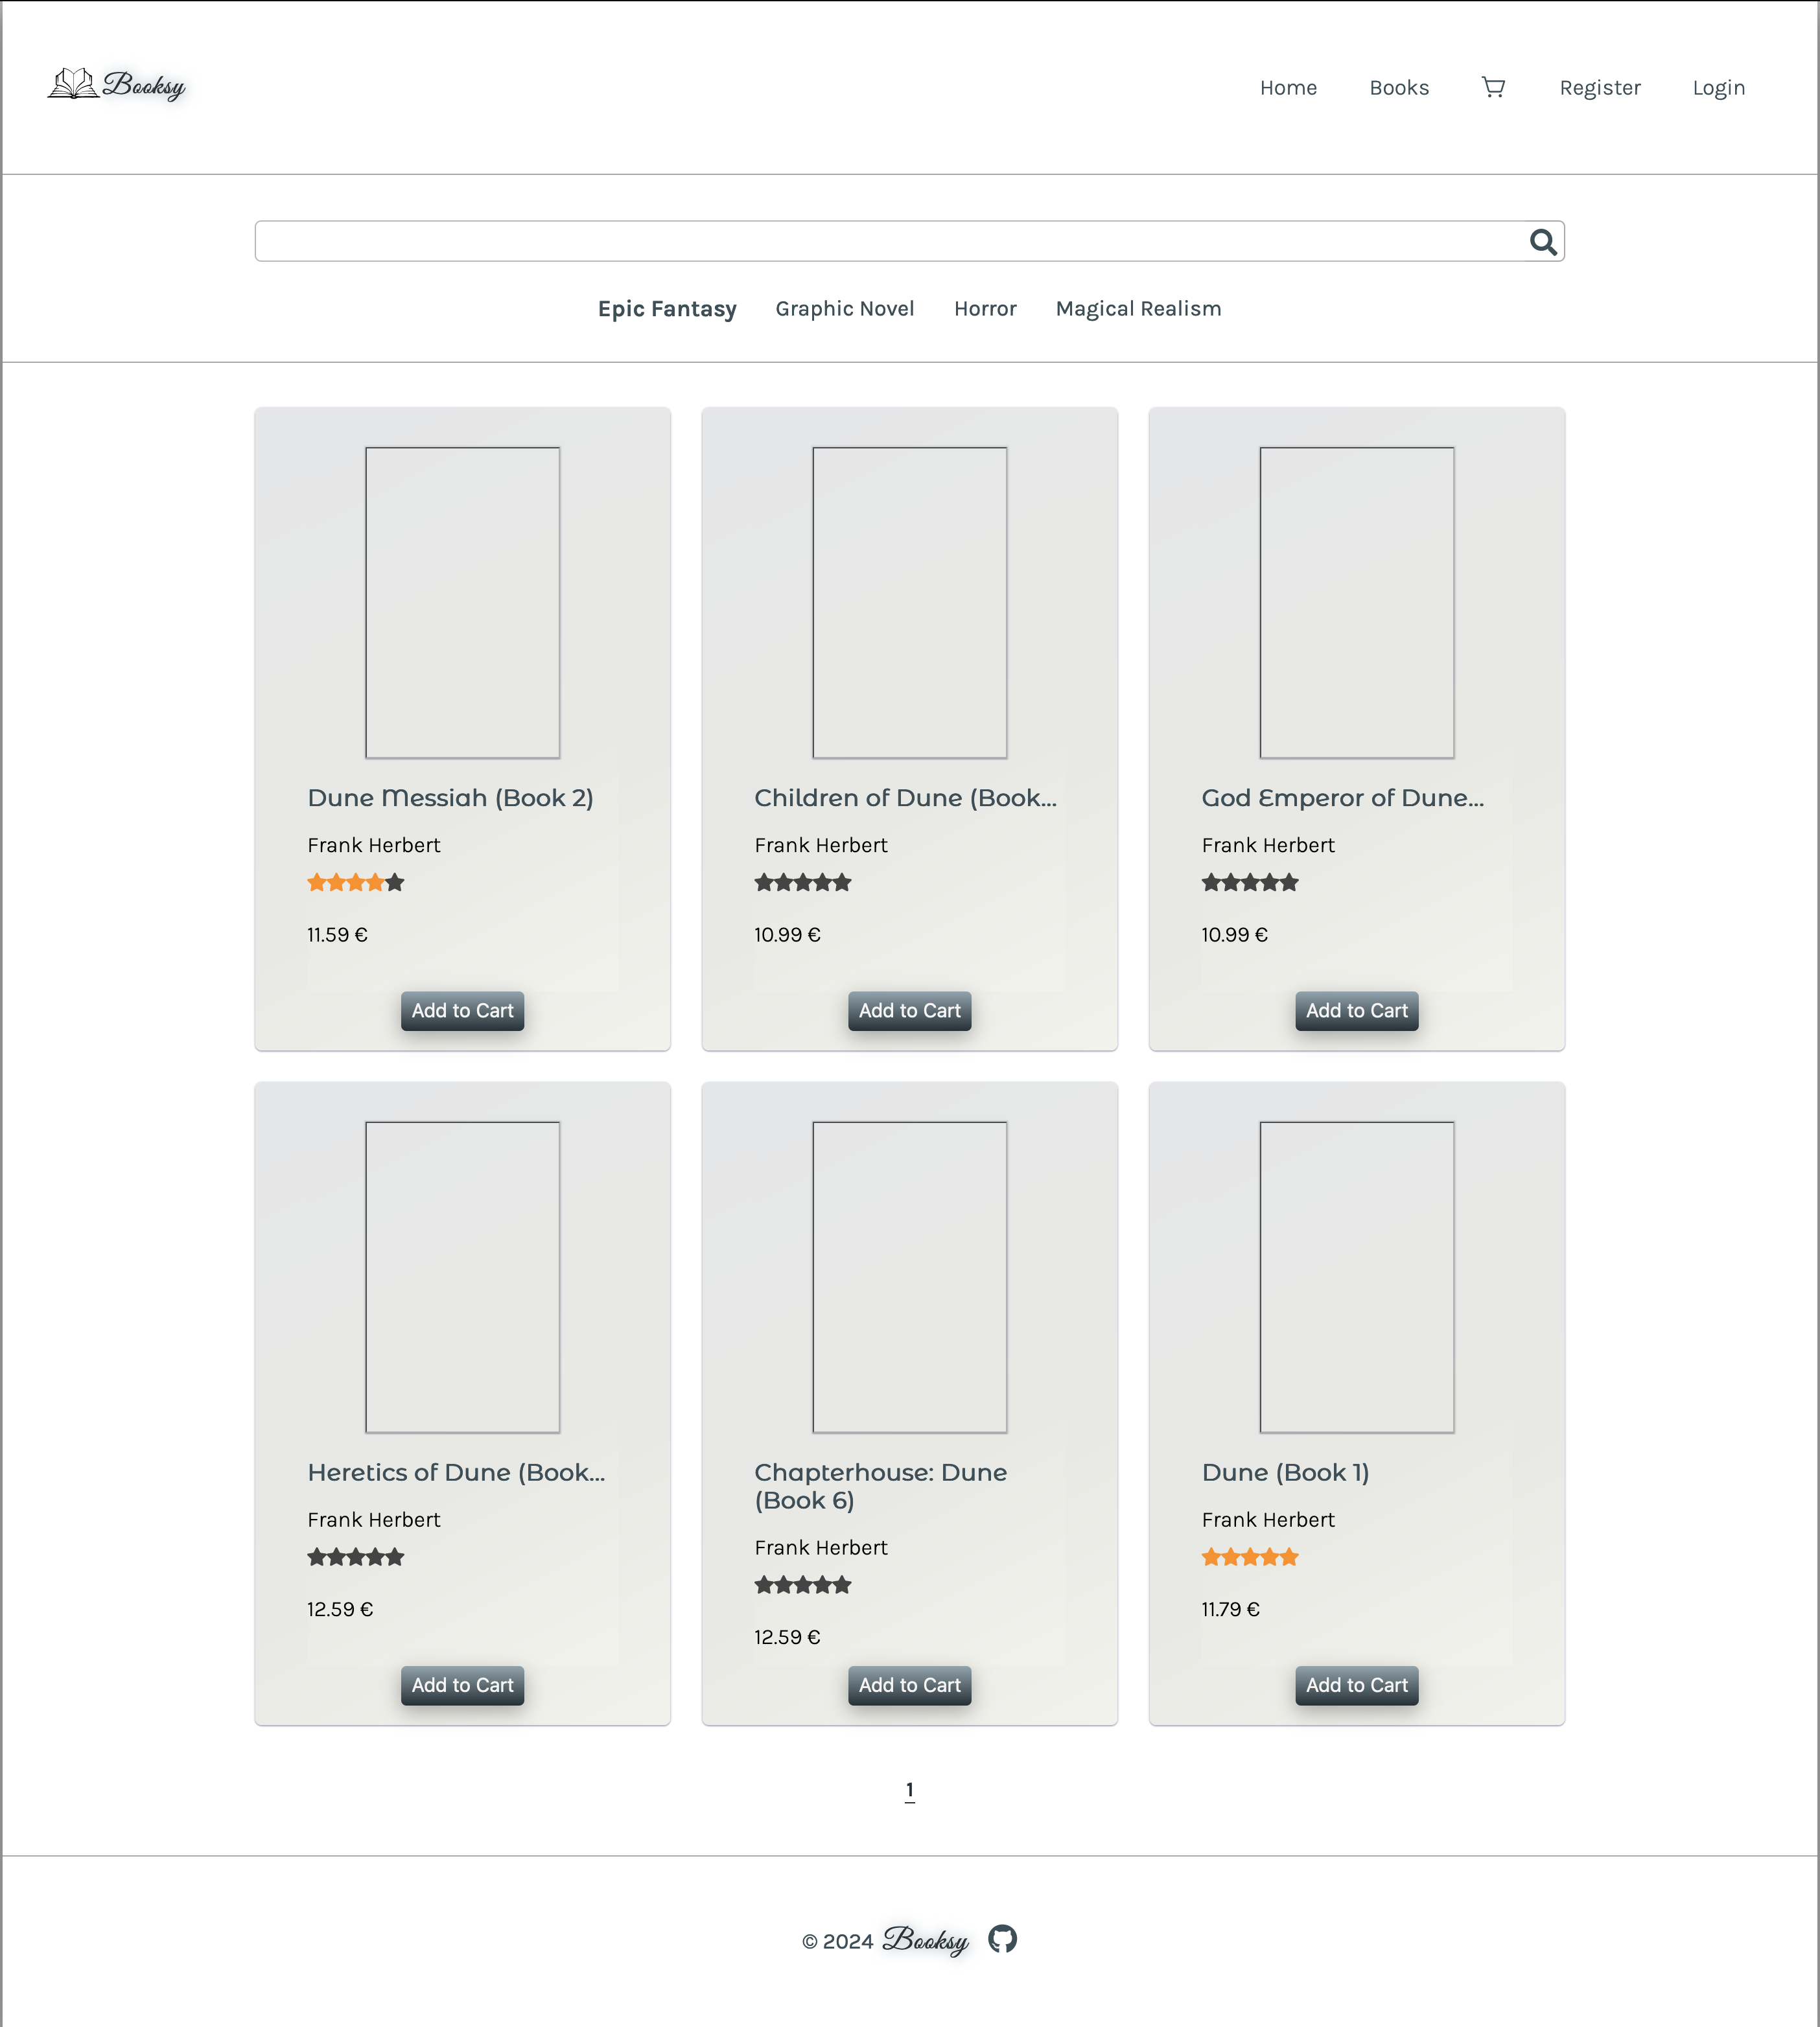 Booksy
Home Books Register Login
Epic Fantasy Graphic Novel Horror Magical Realism
Dune Messiah (Book 2)
Frank Herbert
11.59 €
Add to Cart
Children of Dune (Book...
Frank Herbert
10.99 €
Add to Cart
God Emperor of Dune...
Frank Herbert
10.99 €
Add to Cart
Heretics of Dune (Book...
Frank Herbert
12.59 €
Add to Cart
Chapterhouse: Dune
(Book 6)
Frank Herbert
12.59 €
Add to Cart
Dune (Book 1)
Frank Herbert
11.79 €
Add to Cart
1
© 2024 Booksy